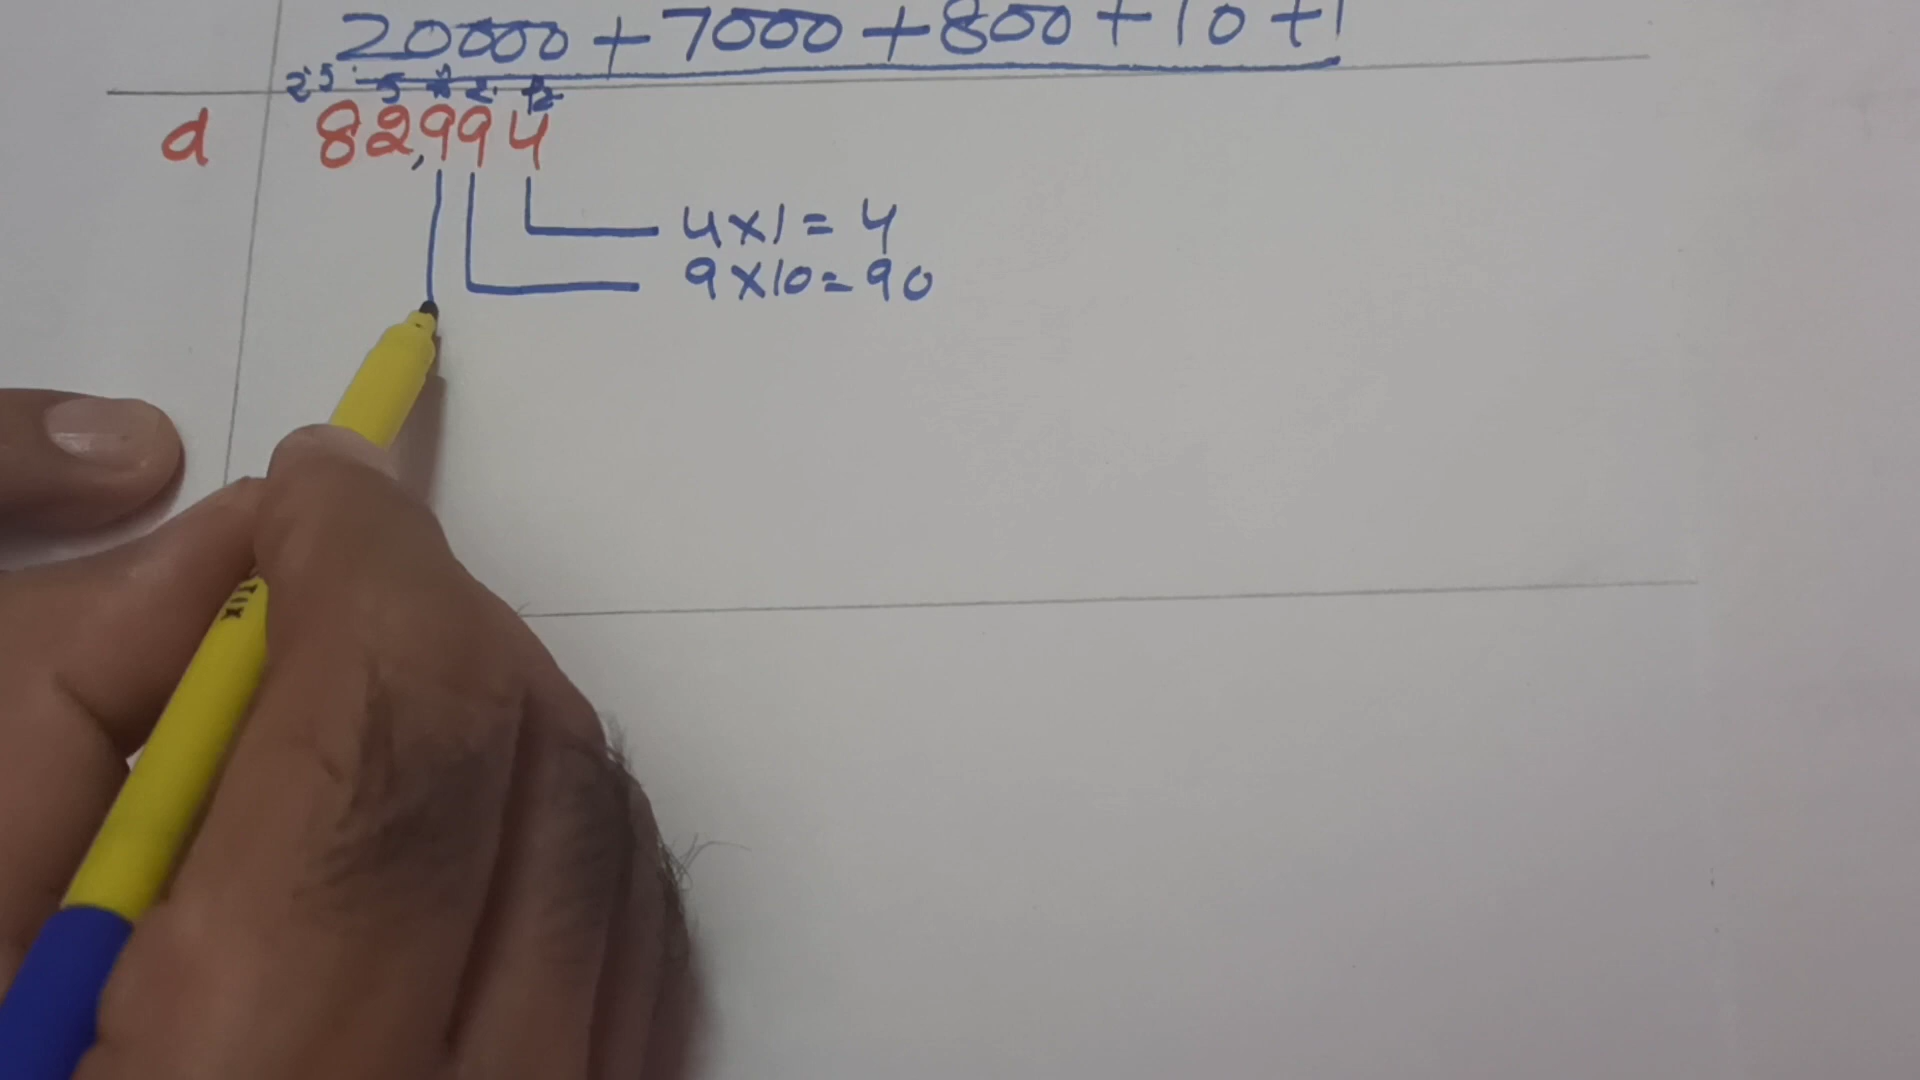 20000 + 7000 + 800 + 10 + 1
d 82,994
4 × 1 = 4
9 × 10 = 90